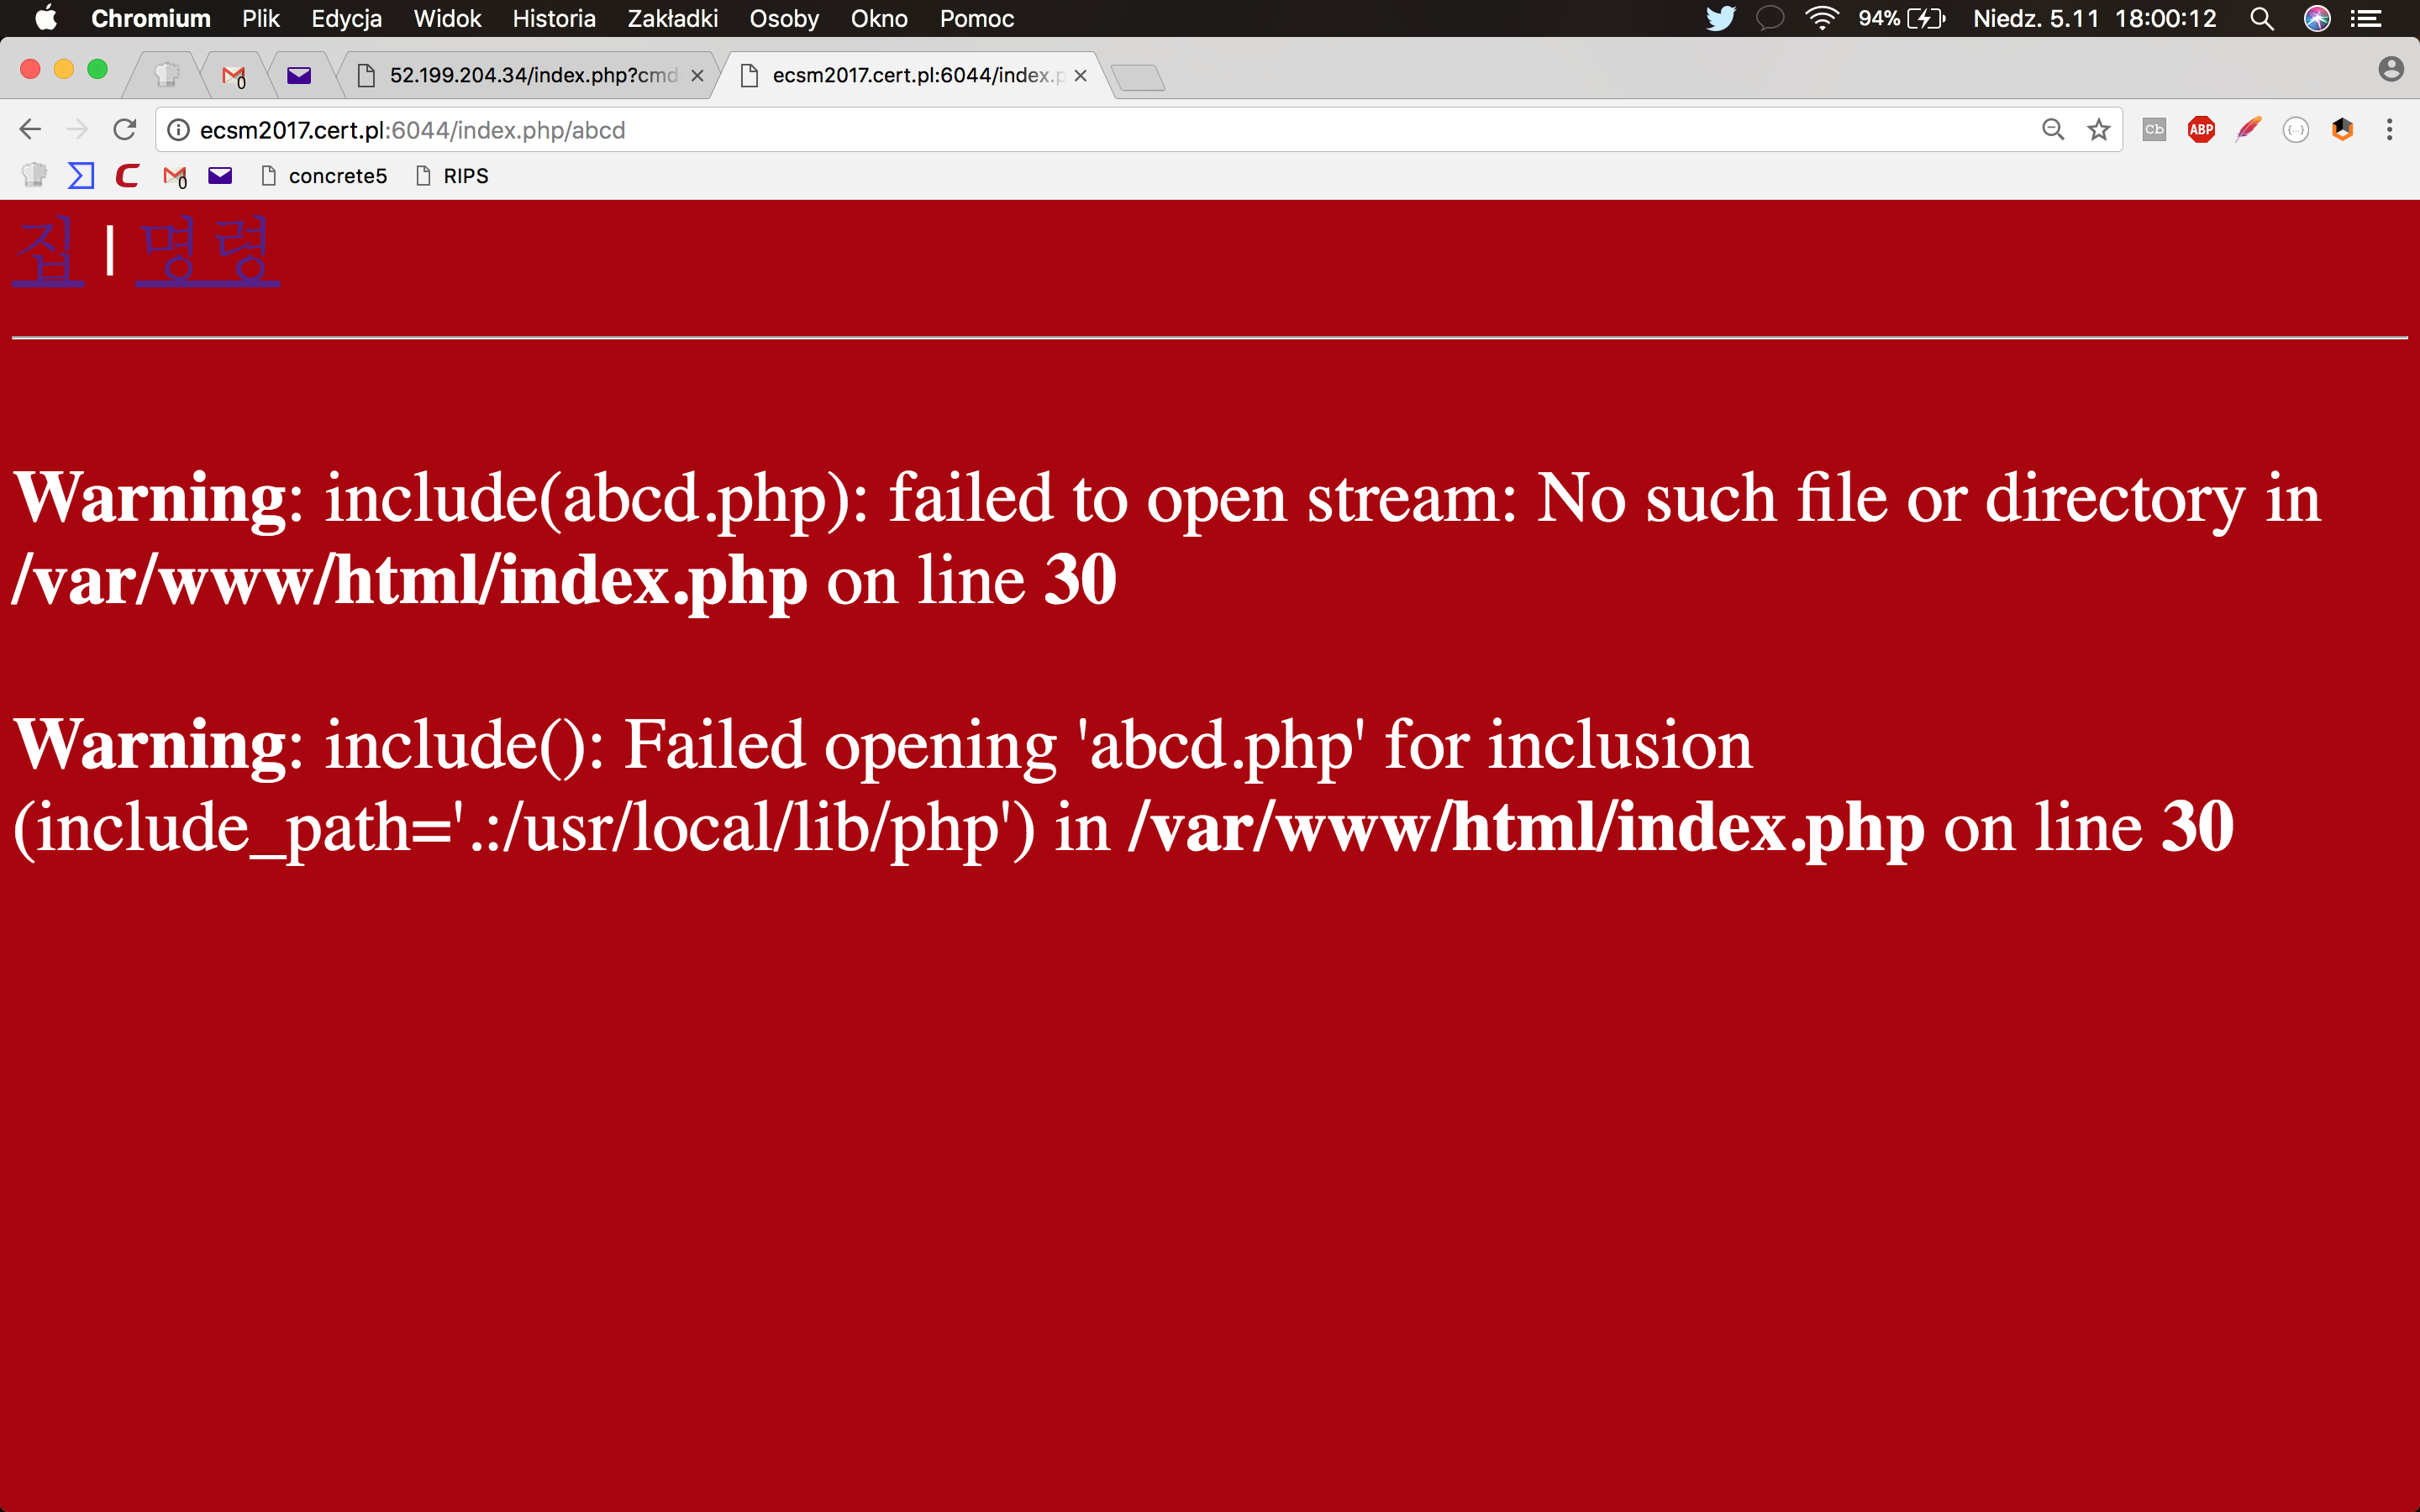 Chromium Plik Edycja Widok Historia Zakładki Osoby Okno Pomoc 94% Niedz. 5.11 18:00:12
0 52.199.204.34/index.php?cmd ecsm2017.cert.pl:6044/index.p
ecsm2017.cert.pl:6044/index.php/abcd Cb ABP {...}
0 concrete5 RIPS
집 | 명령
Warning: include(abcd.php): failed to open stream: No such file or directory in
/var/www/html/index.php on line 30
Warning: include(): Failed opening 'abcd.php' for inclusion
(include_path='.:/usr/local/lib/php') in /var/www/html/index.php on line 30